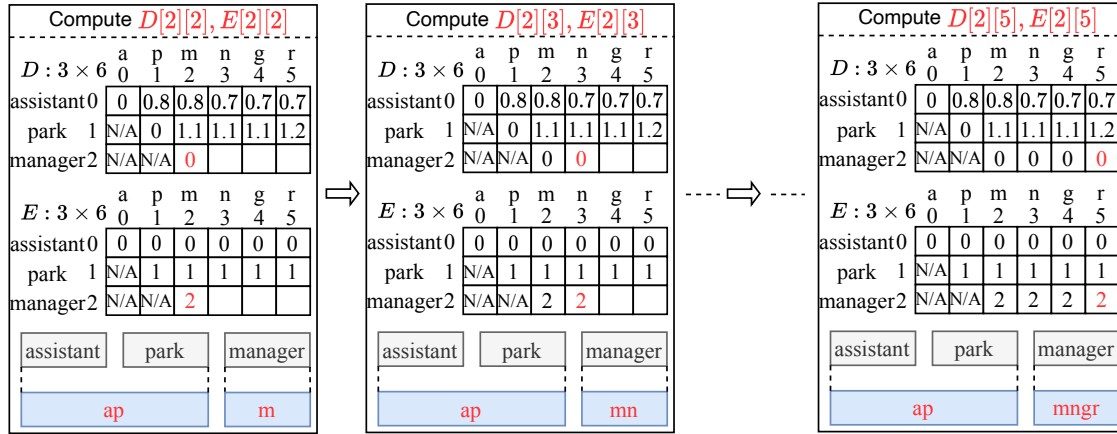 Compute D[2][2], E[2][2]
a p m n g r
D : 3 × 6 0 1 2 3 4 5
assistant 0 0 0.8 0.8 0.7 0.7 0.7
park 1 N/A 0 1.1 1.1 1.1 1.2
manager 2 N/A N/A 0
a p m n g r
E : 3 × 6 0 1 2 3 4 5
assistant 0 0 0 0 0 0 0
park 1 N/A 1 1 1 1 1
manager 2 N/A N/A 2
assistant park manager
ap m
Compute D[2][3], E[2][3]
a p m n g r
D : 3 × 6 0 1 2 3 4 5
assistant 0 0 0.8 0.8 0.7 0.7 0.7
park 1 N/A 0 1.1 1.1 1.1 1.2
manager 2 N/A N/A 0 0
a p m n g r
E : 3 × 6 0 1 2 3 4 5
assistant 0 0 0 0 0 0 0
park 1 N/A 1 1 1 1 1
manager 2 N/A N/A 2 2
assistant park manager
ap mn
Compute D[2][5], E[2][5]
a p m n g r
D : 3 × 6 0 1 2 3 4 5
assistant 0 0 0.8 0.8 0.7 0.7 0.7
park 1 N/A 0 1.1 1.1 1.1 1.2
manager 2 N/A N/A 0 0 0 0
a p m n g r
E : 3 × 6 0 1 2 3 4 5
assistant 0 0 0 0 0 0 0
park 1 N/A 1 1 1 1 1
manager 2 N/A N/A 2 2 2 2
assistant park manager
ap mngr